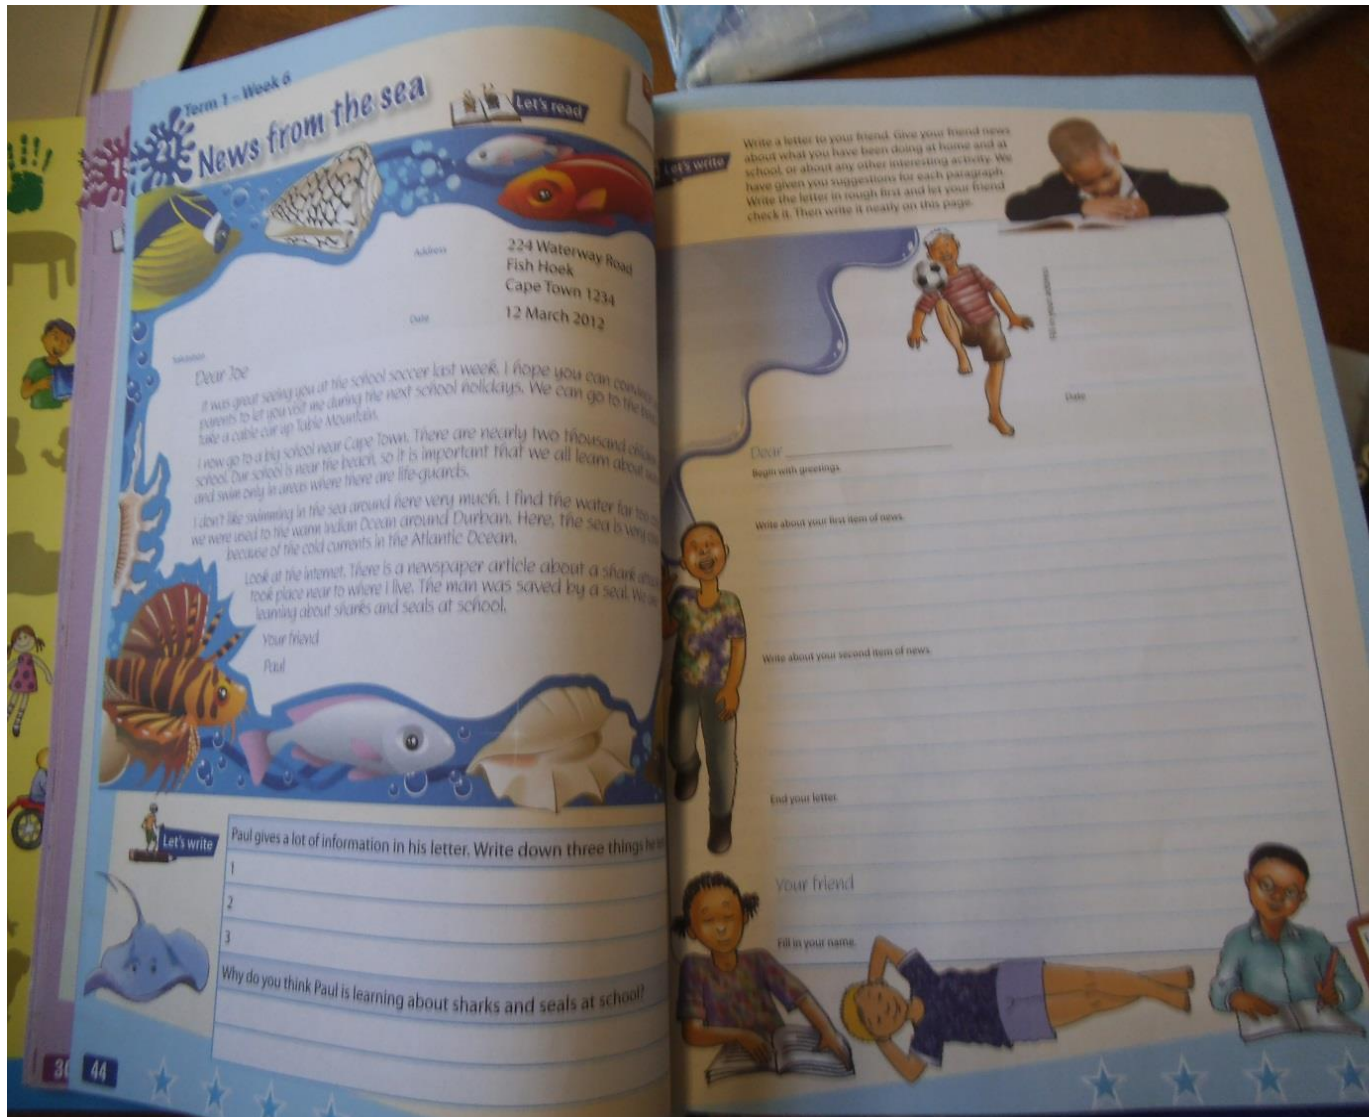 Term 1 – Week 6
21
News from the sea
Let's read
Address
224 Waterway Road
Fish Hoek
Cape Town 1234
Date
12 March 2012
Salutation
Dear Joe
It was great seeing you at the school soccer last week. I hope you can convince
parents to let you visit me during the next school holidays. We can go to the
take a cable car up Table Mountain.
I now go to a big school near Cape Town. There are nearly two thousand
school. Our school is near the beach, so it is important that we all learn about
and swim only in areas where there are life-guards.
I don't like swimming in the sea around here very much. I find the water far too
we were used to the warm Indian Ocean around Durban. Here, the sea is very
because of the cold currents in the Atlantic Ocean.
Look at the internet. There is a newspaper article about a shark
took place near to where I live. The man was saved by a seal. We
learning about sharks and seals at school.
Your friend
Paul
Let's write
Paul gives a lot of information in his letter. Write down three things he
1
2
3
Why do you think Paul is learning about sharks and seals at school?
44
Let's write
Write a letter to your friend. Give your friend news
about what you have been doing at home and at
school, or about any other interesting activity. We
have given you suggestions for each paragraph.
Write the letter in rough first and let your friend
check it. Then write it neatly on this page.
Date
Dear
Begin with greetings.
Write about your first item of news.
Write about your second item of news.
End your letter.
Your friend
Fill in your name.